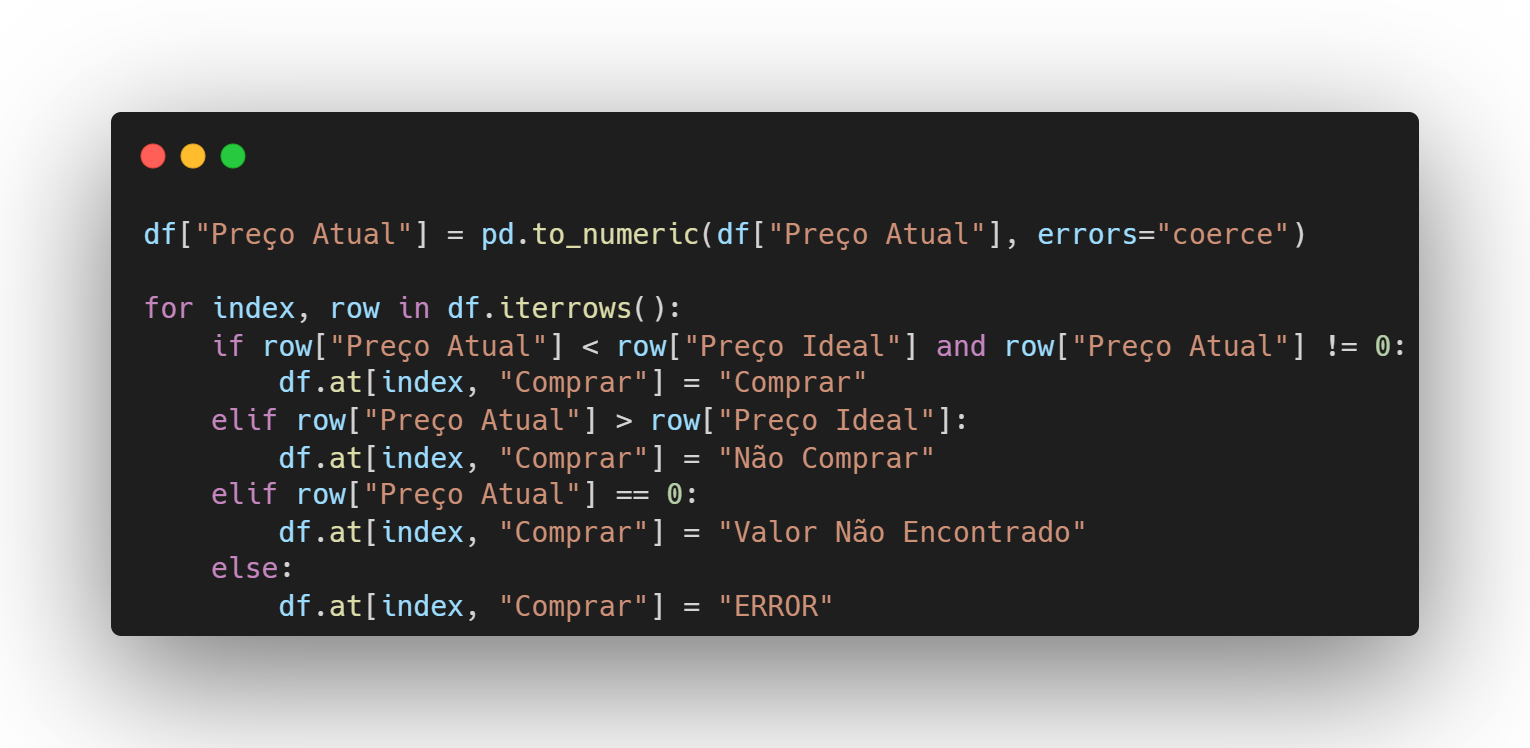 df["Preço Atual"] = pd.to_numeric(df["Preço Atual"], errors="coerce")

for index, row in df.iterrows():
    if row["Preço Atual"] < row["Preço Ideal"] and row["Preço Atual"] != 0:
        df.at[index, "Comprar"] = "Comprar"
    elif row["Preço Atual"] > row["Preço Ideal"]:
        df.at[index, "Comprar"] = "Não Comprar"
    elif row["Preço Atual"] == 0:
        df.at[index, "Comprar"] = "Valor Não Encontrado"
    else:
        df.at[index, "Comprar"] = "ERROR"